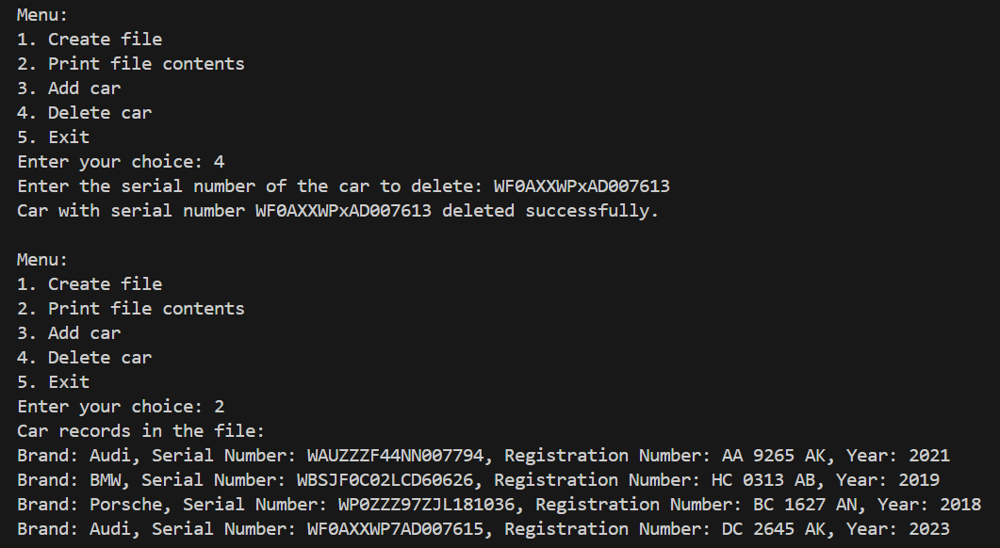 Menu:
1. Create file
2. Print file contents
3. Add car
4. Delete car
5. Exit
Enter your choice: 4
Enter the serial number of the car to delete: WF0AXXWPxAD007613
Car with serial number WF0AXXWPxAD007613 deleted successfully.
Menu:
1. Create file
2. Print file contents
3. Add car
4. Delete car
5. Exit
Enter your choice: 2
Car records in the file:
Brand: Audi, Serial Number: WAUZZZF44NN007794, Registration Number: AA 9265 AK, Year: 2021
Brand: BMW, Serial Number: WBSJF0C02LCD60626, Registration Number: HC 0313 AB, Year: 2019
Brand: Porsche, Serial Number: WP0ZZZ97ZJL181036, Registration Number: BC 1627 AN, Year: 2018
Brand: Audi, Serial Number: WF0AXXWP7AD007615, Registration Number: DC 2645 AK, Year: 2023